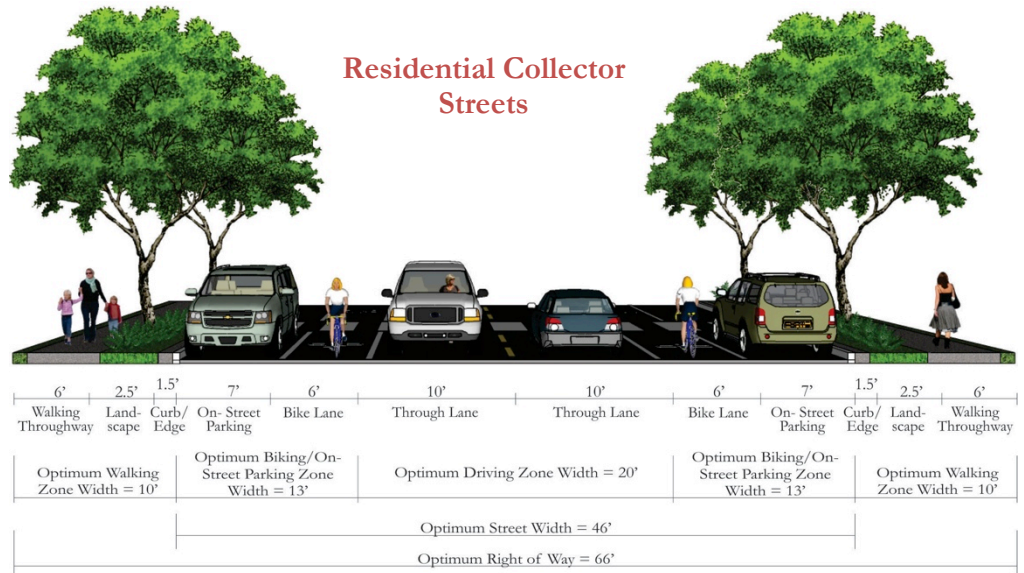 Residential Collector
Streets
6’ 2.5’ 1.5’ 7’ 6’ 10’ 10’ 6’ 7’ 1.5’ 2.5’ 6’
Walking Land- Curb/ On- Street Bike Lane Through Lane Through Lane Bike Lane On- Street Curb/ Land- Walking
Throughway scape Edge Parking Parking Edge scape Throughway
Optimum Walking
Zone Width = 10’
Optimum Biking/On-
Street Parking Zone
Width = 13’
Optimum Driving Zone Width = 20’
Optimum Biking/On-
Street Parking Zone
Width = 13’
Optimum Walking
Zone Width = 10’
Optimum Street Width = 46’
Optimum Right of Way = 66’